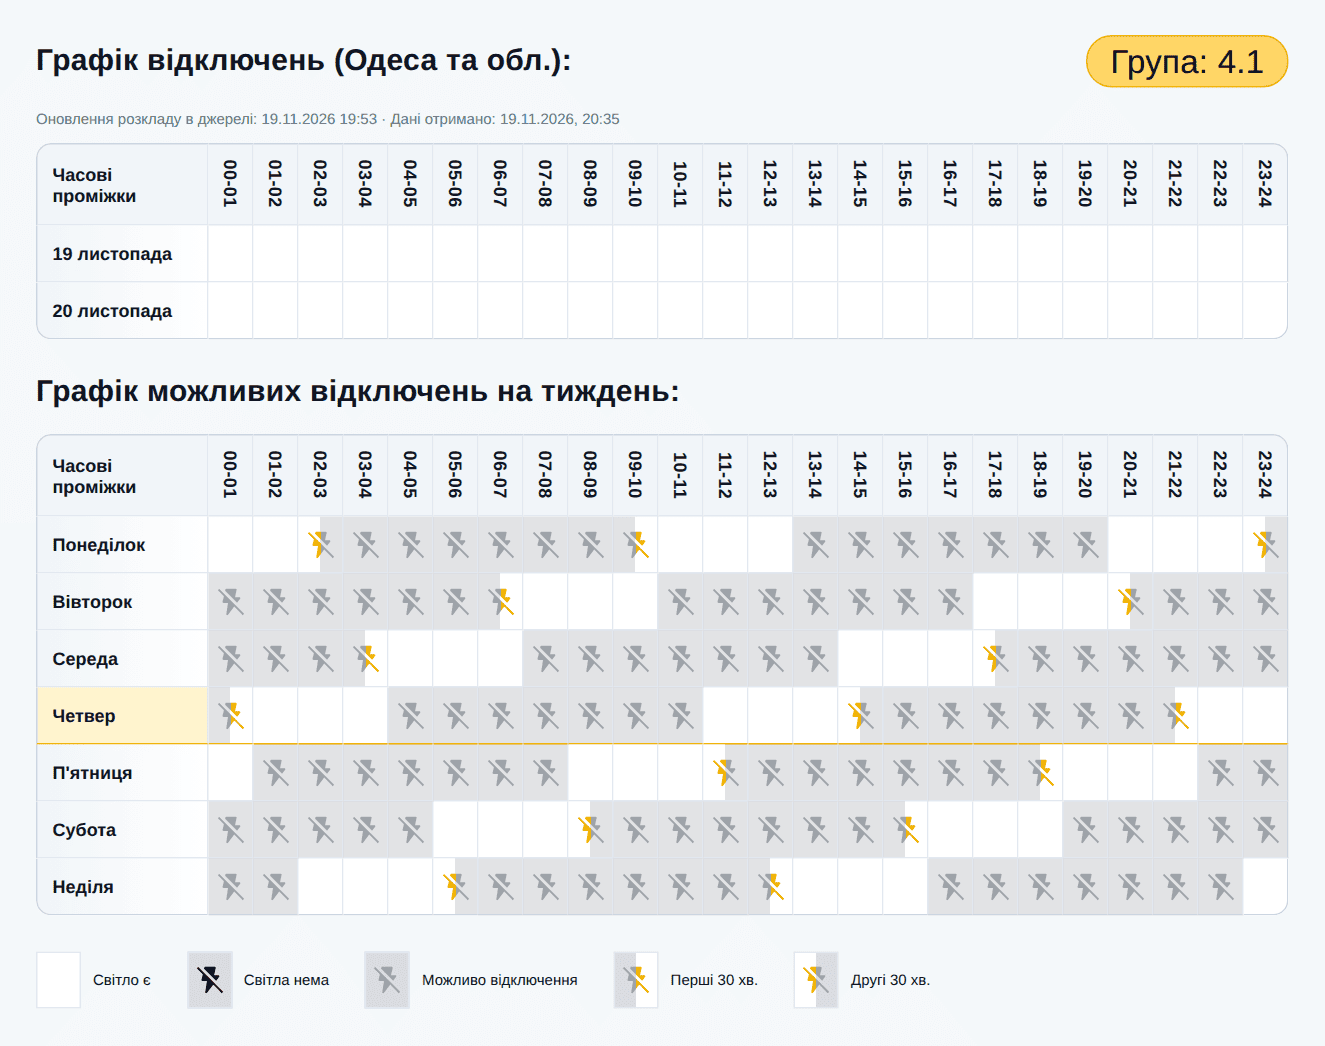 Графік відключень (Одеса та обл.):
Група: 4.1
Оновлення розкладу в джерелі: 19.11.2026 19:53 · Дані отримано: 19.11.2026, 20:35
Часові
проміжки
00-01 01-02 02-03 03-04 04-05 05-06 06-07 07-08 08-09 09-10 10-11 11-12 12-13 13-14 14-15 15-16 16-17 17-18 18-19 19-20 20-21 21-22 22-23 23-24
19 листопада
20 листопада
Графік можливих відключень на тиждень:
Часові
проміжки
00-01 01-02 02-03 03-04 04-05 05-06 06-07 07-08 08-09 09-10 10-11 11-12 12-13 13-14 14-15 15-16 16-17 17-18 18-19 19-20 20-21 21-22 22-23 23-24
Понеділок
Вівторок
Середа
Четвер
П'ятниця
Субота
Неділя
Світло є
Світла нема
Можливо відключення
Перші 30 хв.
Другі 30 хв.